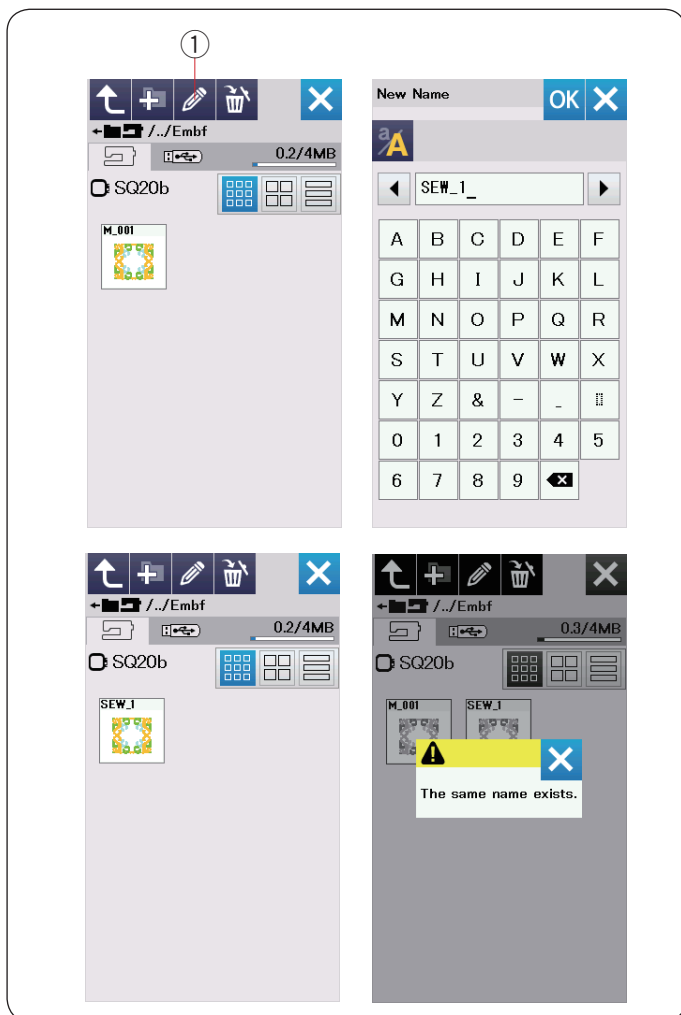 ①
/../Embf
0.2/4MB
SQ20b
M_001
New Name
OK
a/A
SEW_1_
A B C D E F
G H I J K L
M N O P Q R
S T U V W X
Y Z & − _
0 1 2 3 4 5
6 7 8 9
/../Embf
0.2/4MB
SQ20b
SEW_1
/../Embf
0.3/4MB
SQ20b
M_001 SEW_1
The same name exists.